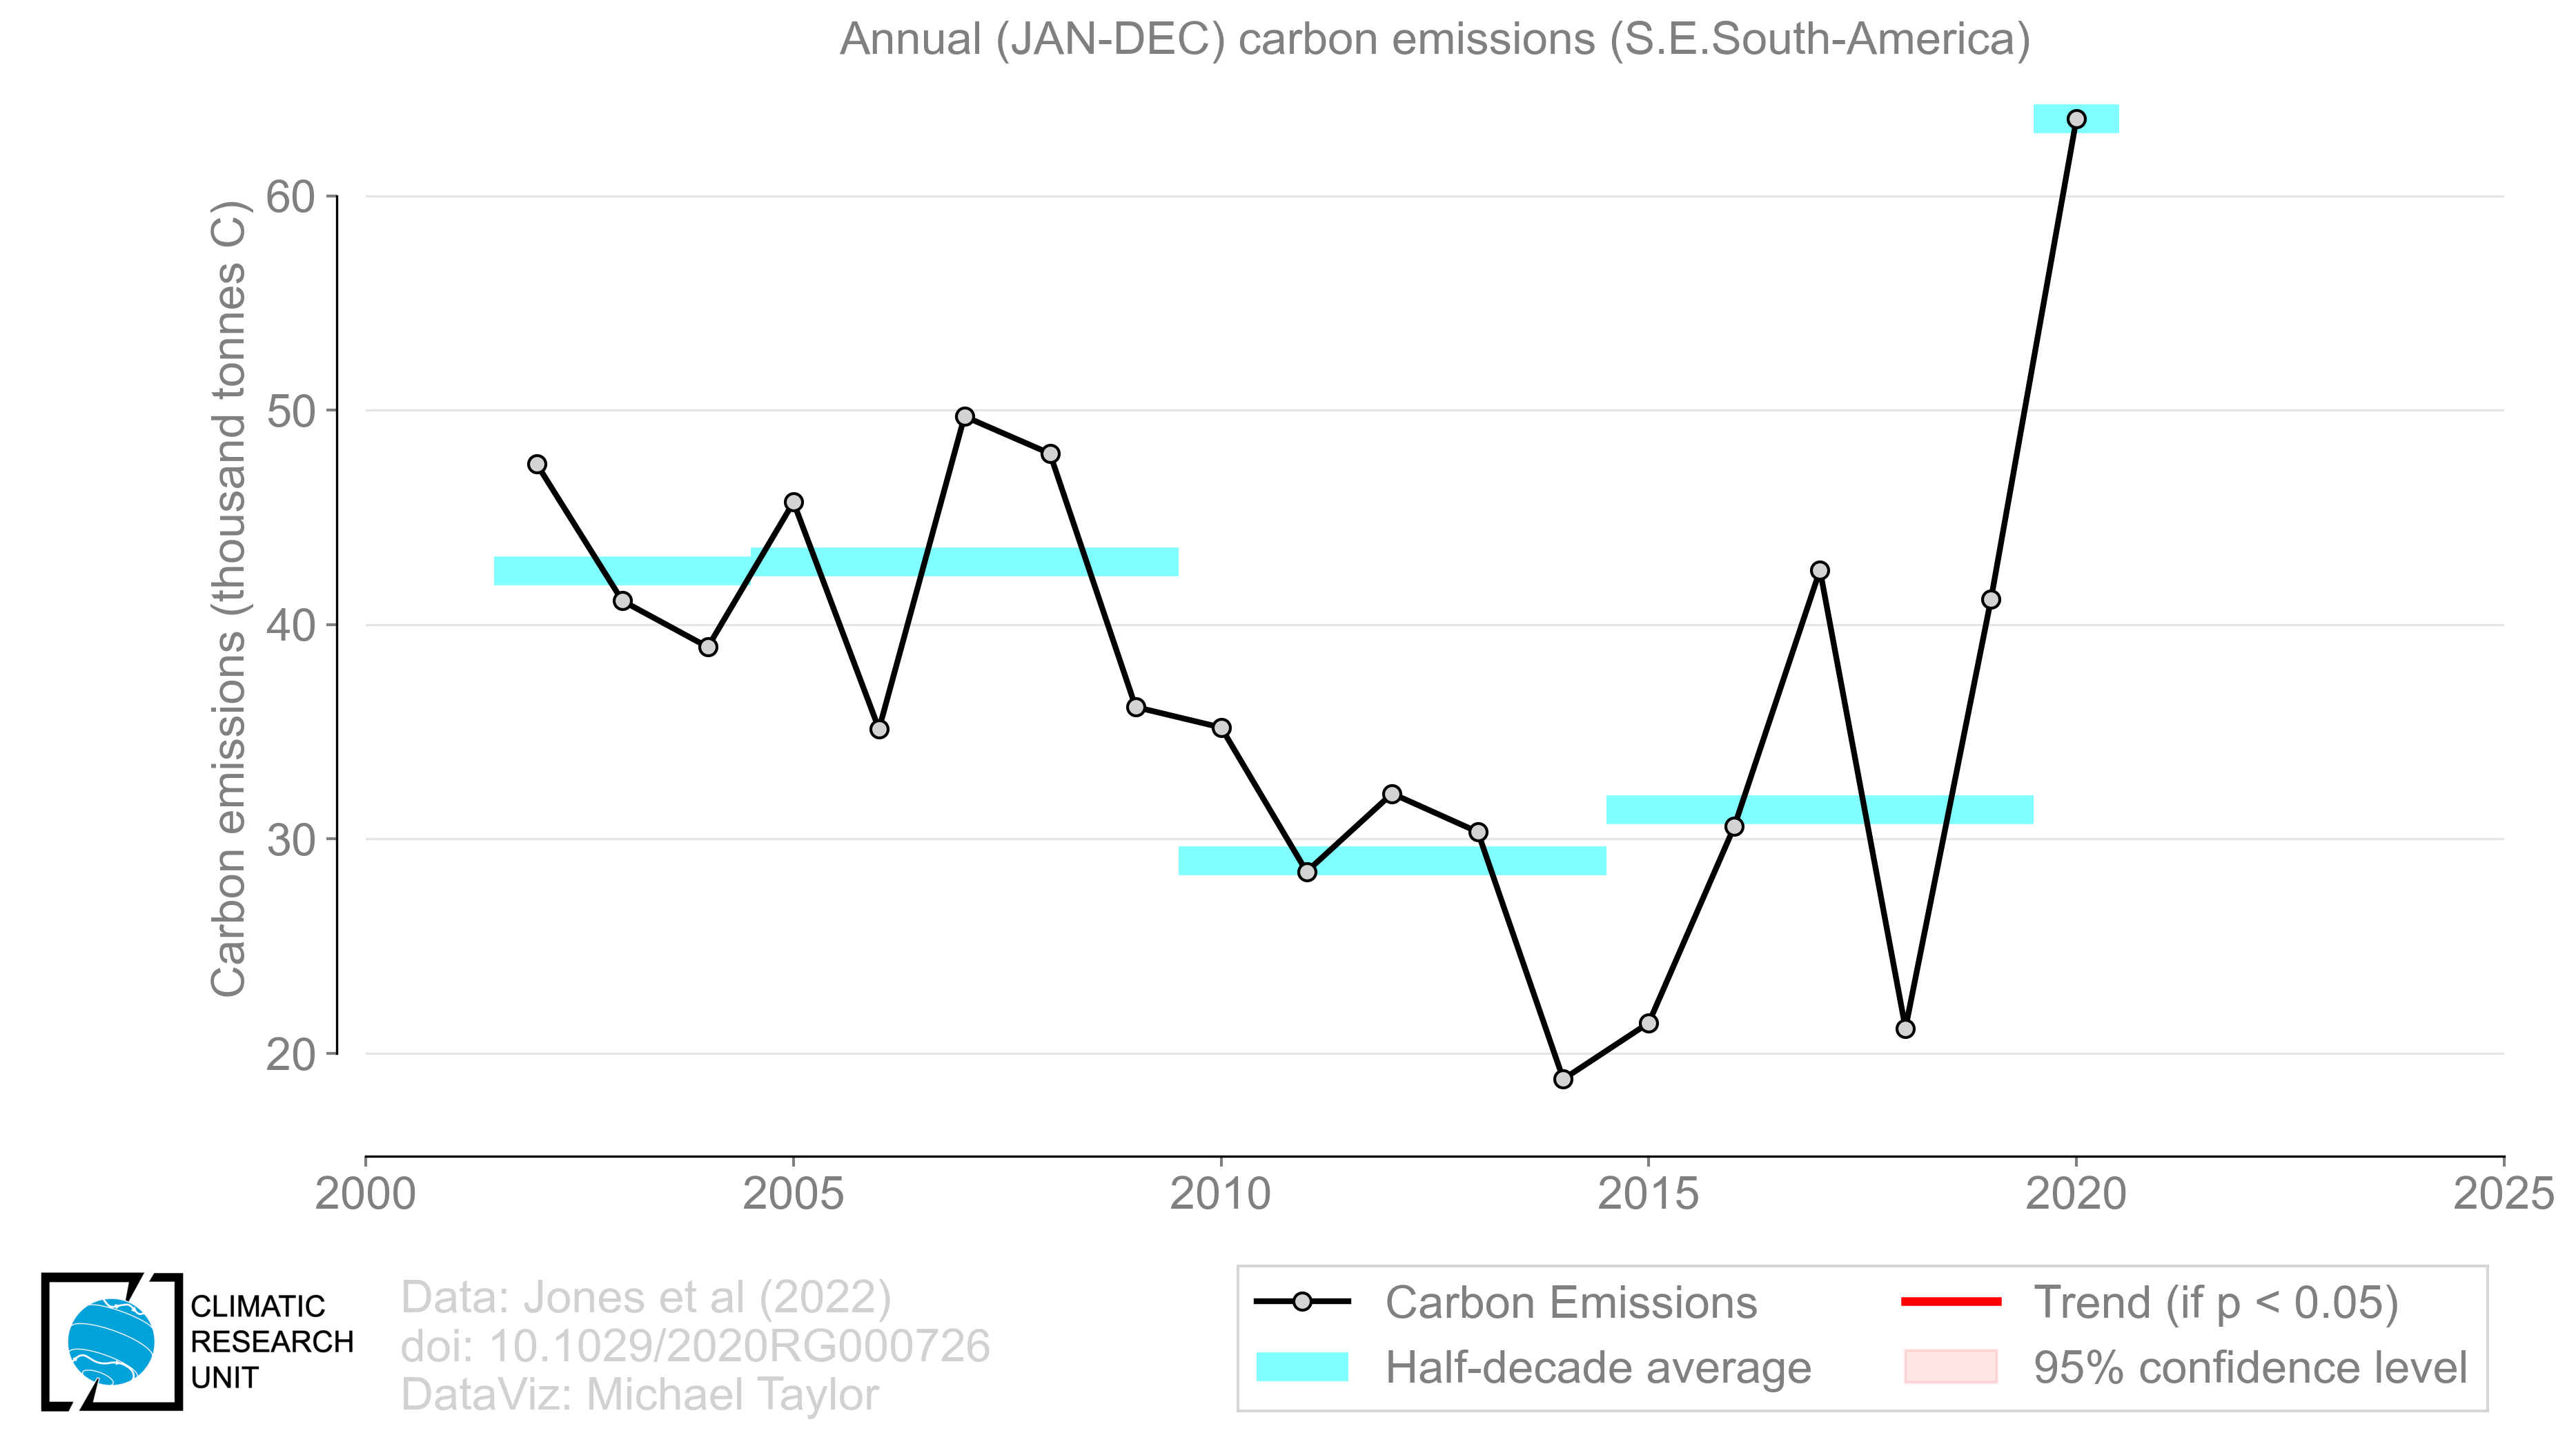 Annual (JAN-DEC) carbon emissions (S.E.South-America)
Carbon emissions (thousand tonnes C)
60
50
40
30
20
2000
2005
2010
2015
2020
2025
CLIMATIC
RESEARCH
UNIT
Data: Jones et al (2022)
doi: 10.1029/2020RG000726
DataViz: Michael Taylor
Carbon Emissions
Half-decade average
Trend (if p < 0.05)
95% confidence level